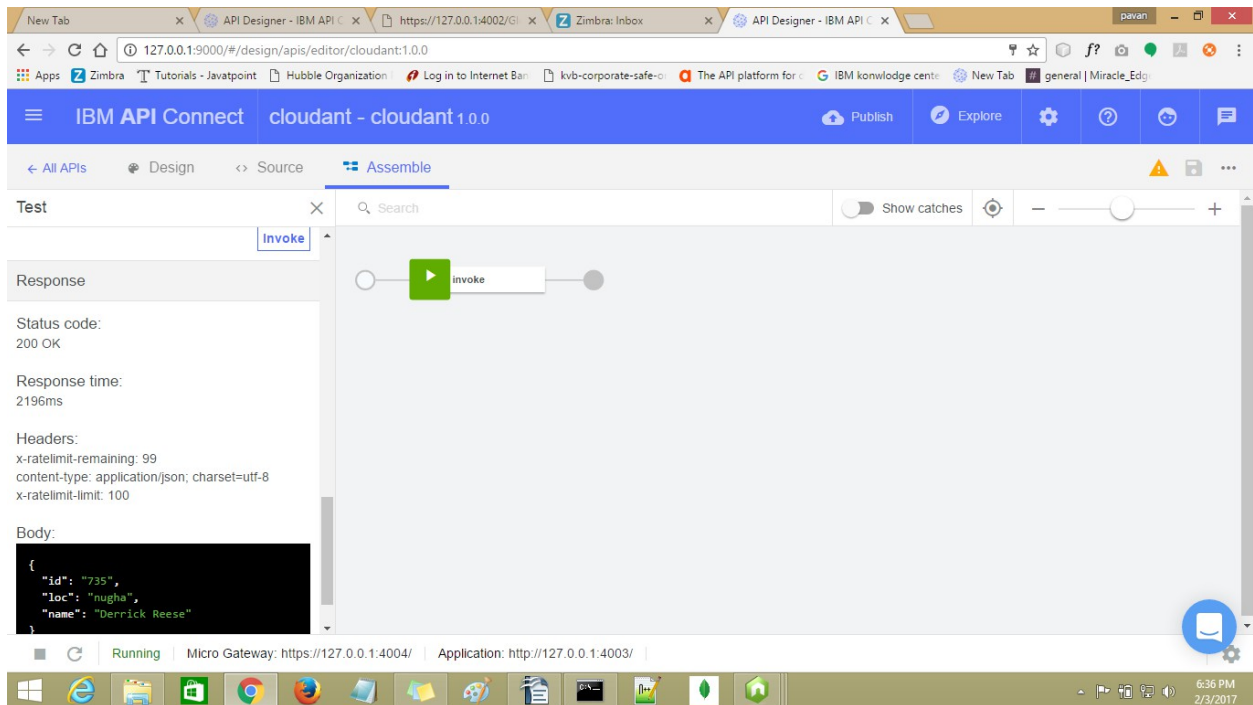 New Tab
API Designer - IBM API C
https://127.0.0.1:4002/Gl
Zimbra: Inbox
API Designer - IBM API C
pavan
127.0.0.1:9000/#/design/apis/editor/cloudant:1.0.0
f?
Apps
Z Zimbra
T Tutorials - Javatpoint
Hubble Organization
Log in to Internet Ban
kvb-corporate-safe-o
The API platform for c
G IBM konwlodge cente
New Tab
# general | Miracle_Edg
IBM API Connect
cloudant - cloudant 1.0.0
Publish
Explore
← All APIs
Design
<> Source
Assemble
Test
Search
Show catches
Invoke
invoke
Response
Status code:
200 OK
Response time:
2196ms
Headers:
x-ratelimit-remaining: 99
content-type: application/json; charset=utf-8
x-ratelimit-limit: 100
Body:
{
"id": "735",
"loc": "nugha",
"name": "Derrick Reese"
}
Running
Micro Gateway: https://127.0.0.1:4004/
Application: http://127.0.0.1:4003/
6:36 PM
2/3/2017